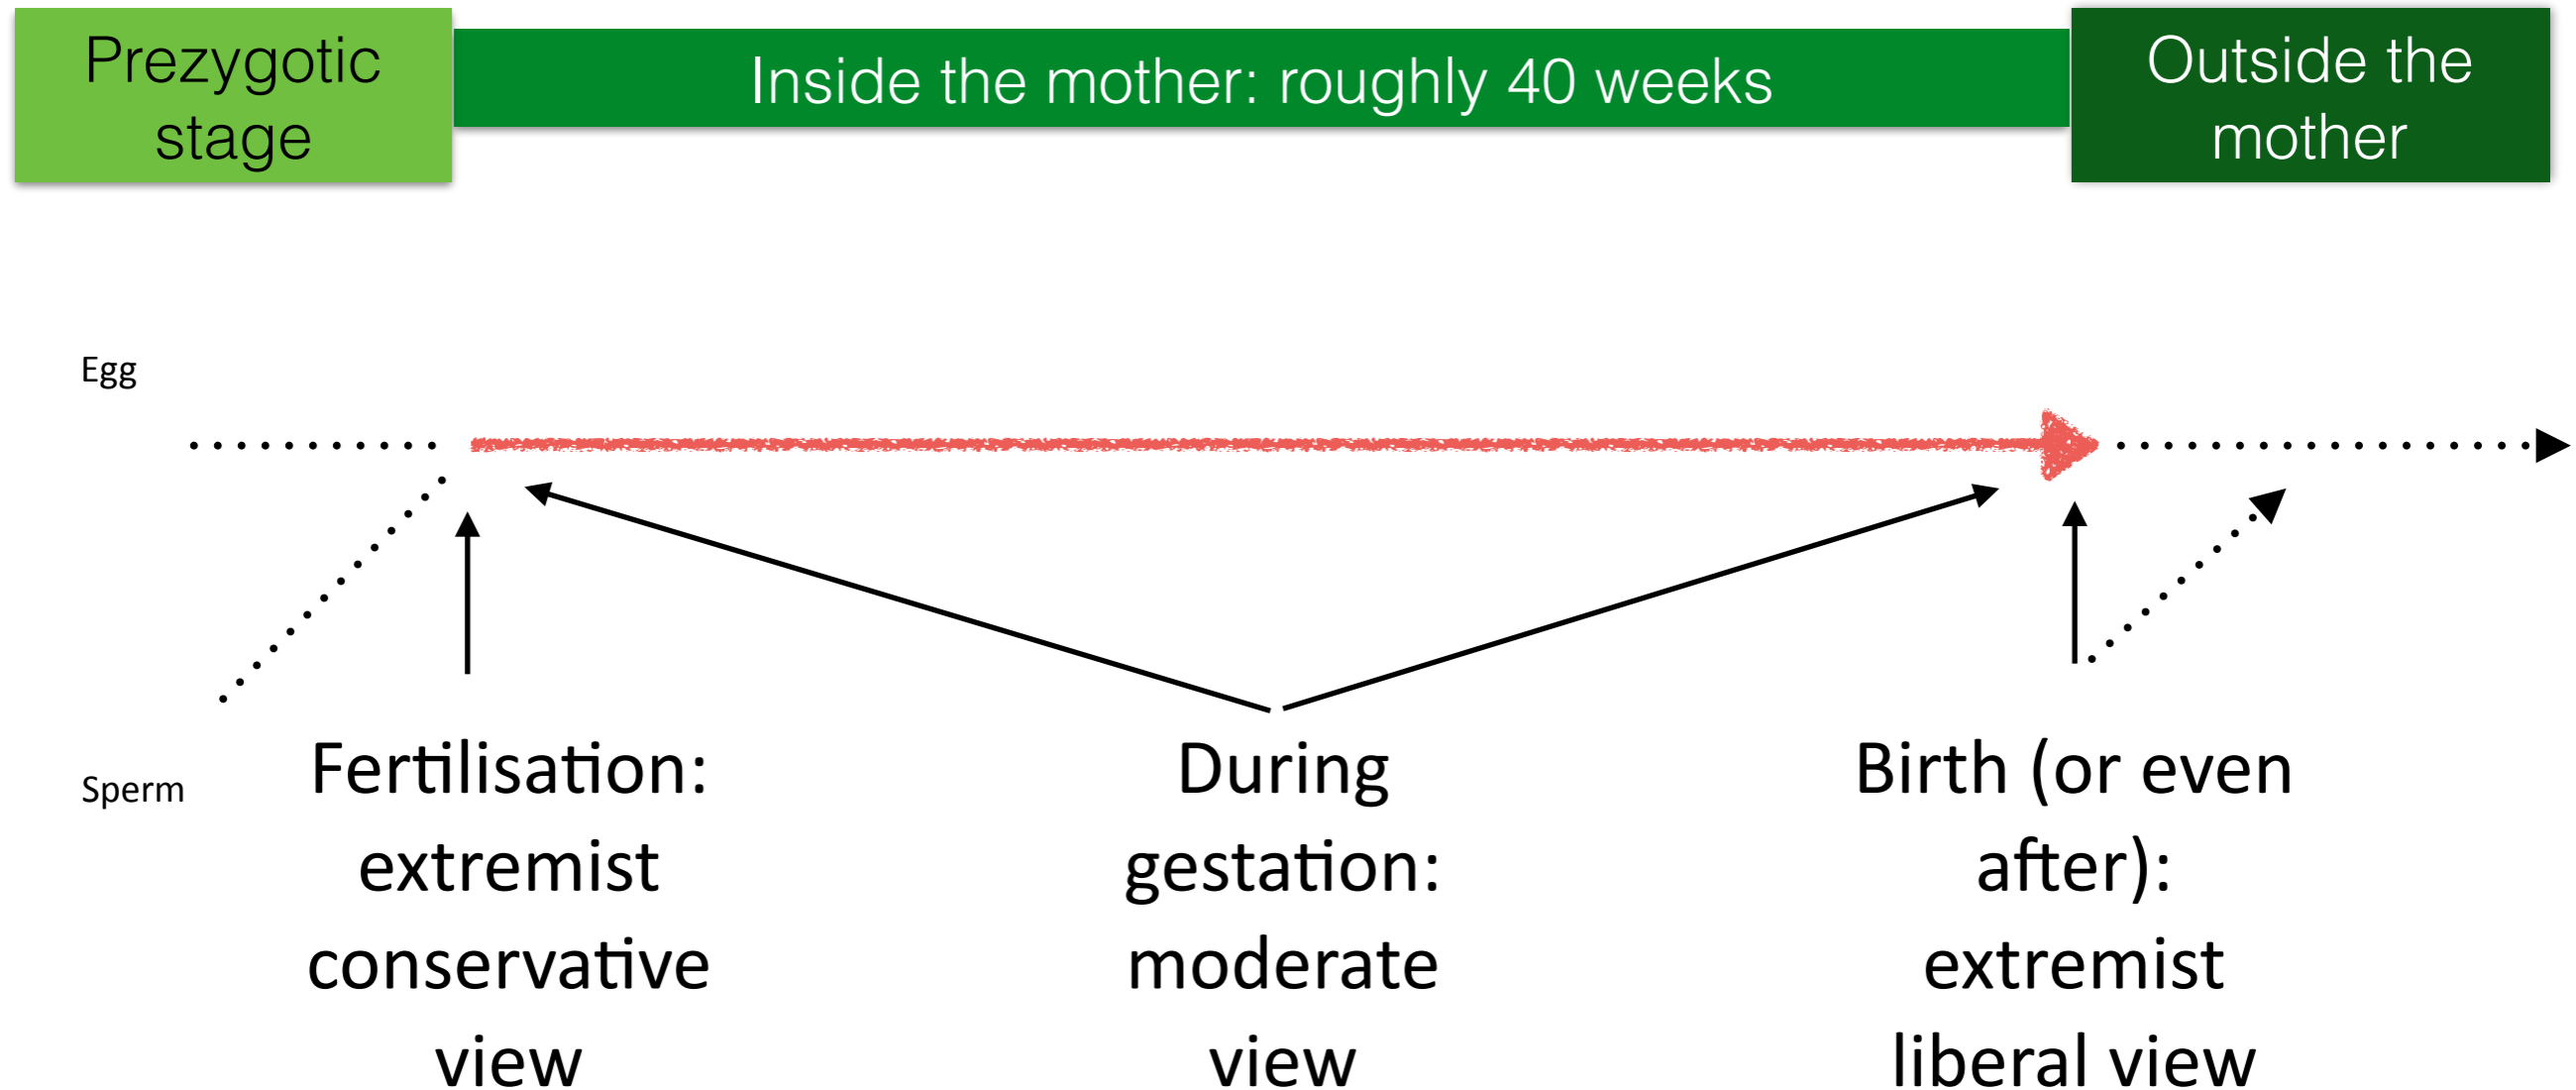 Prezygotic
stage
Inside the mother: roughly 40 weeks
Outside the
mother
Egg
Sperm
Fertilisation:
extremist
conservative
view
During
gestation:
moderate
view
Birth (or even
after):
extremist
liberal view